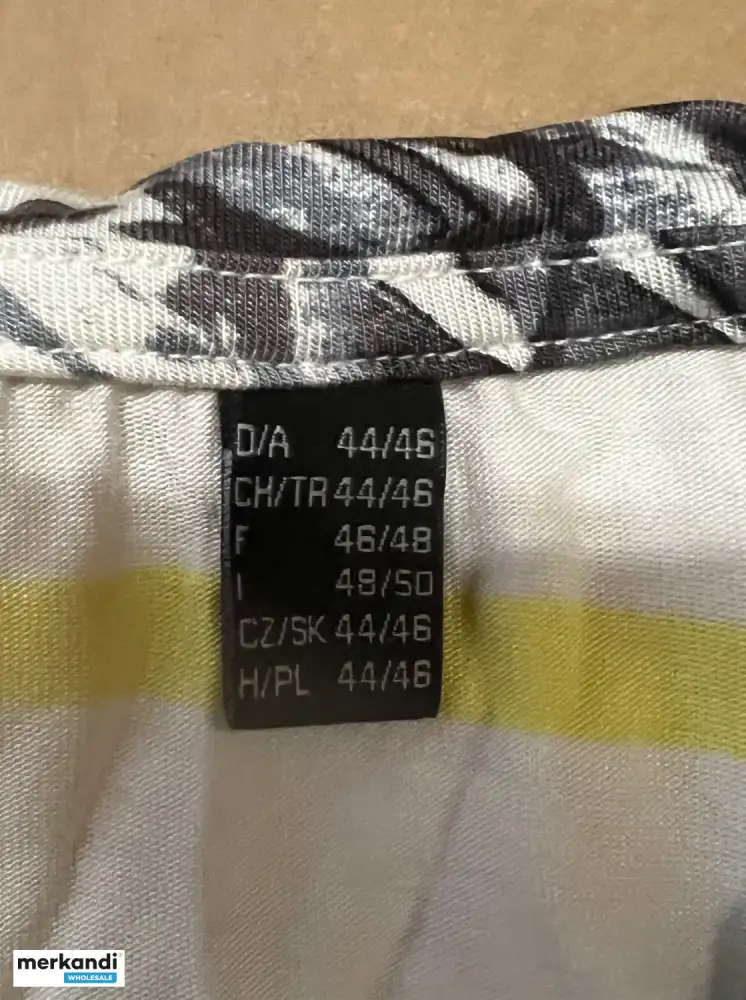 D/A 44/46
CH/TR 44/46
F 46/48
I 48/50
CZ/SK 44/46
H/PL 44/46
merkandi
WHOLESALE